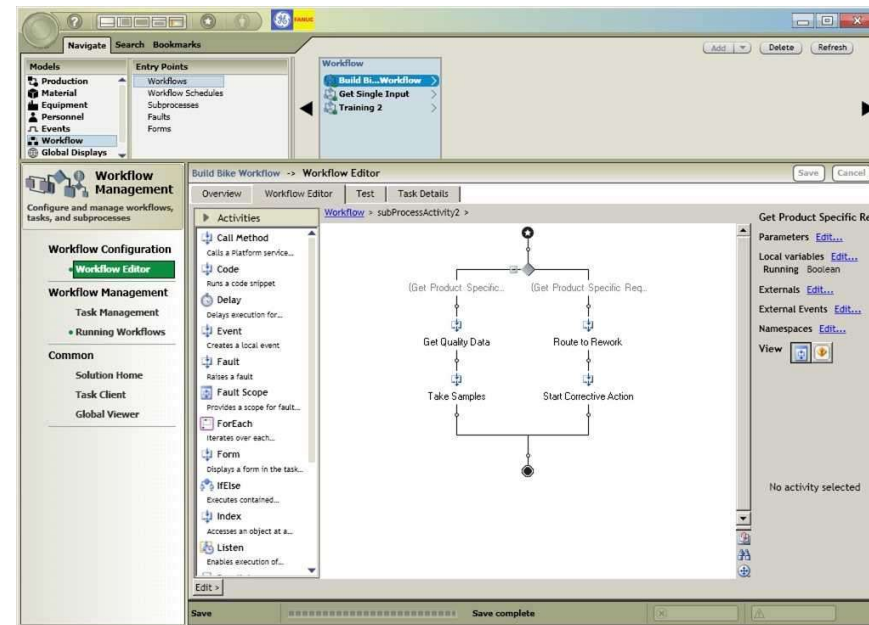 FANUC
Navigate Search Bookmarks
Add Delete Refresh
Models
Production
Material
Equipment
Personnel
Events
Workflow
Global Displays
Entry Points
Workflows
Workflow Schedules
Subprocesses
Faults
Forms
Workflow
Build Bi...Workflow
Get Single Input
Training 2
Workflow
Management
Configure and manage workflows,
tasks, and subprocesses
Workflow Configuration
Workflow Editor
Workflow Management
Task Management
Running Workflows
Common
Solution Home
Task Client
Global Viewer
Build Bike Workflow -> Workflow Editor
Save Cancel
Overview Workflow Editor Test Task Details
Activities
Call Method
Calls a Platform service...
Code
Runs a code snippet
Delay
Delays execution for...
Event
Creates a local event
Fault
Raises a fault
Fault Scope
Provides a scope for fault...
ForEach
Iterates over each...
Form
Displays a form in the task...
IfElse
Executes contained...
Index
Accesses an object at a...
Listen
Enables execution of...
Edit >
Workflow > subProcessActivity2 >
(Get Product Specific.. (Get Product Specific Req..
Get Quality Data Route to Rework
Take Samples Start Corrective Action
Get Product Specific Re
Parameters Edit...
Local variables Edit...
Running Boolean
Externals Edit...
External Events Edit...
Namespaces Edit...
View
No activity selected
Save Save complete